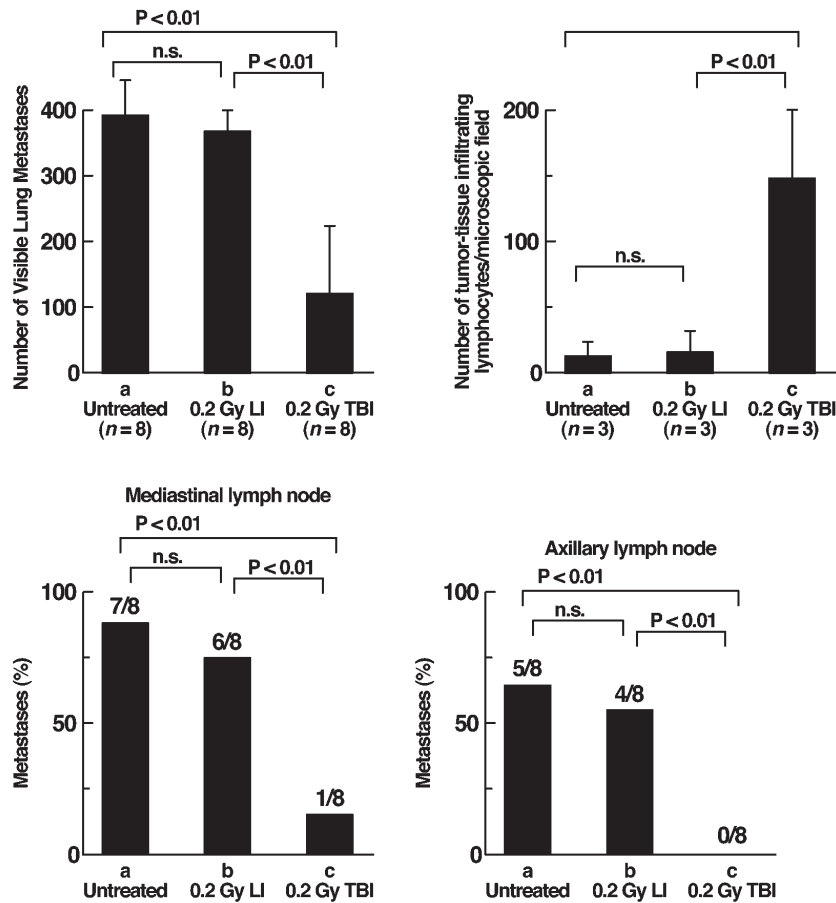 P < 0.01
n.s.
P < 0.01
Number of Visible Lung Metastases
400
300
200
100
0
a
b
c
Untreated
0.2 Gy LI
0.2 Gy TBI
(n = 8)
(n = 8)
(n = 8)
P < 0.01
Number of tumor-tissue infiltrating
lymphocytes/microscopic field
200
100
0
n.s.
a
b
c
Untreated
0.2 Gy LI
0.2 Gy TBI
(n = 3)
(n = 3)
(n = 3)
Mediastinal lymph node
P < 0.01
n.s.
P < 0.01
Metastases (%)
100
50
0
7/8
6/8
1/8
a
b
c
Untreated
0.2 Gy LI
0.2 Gy TBI
Axillary lymph node
P < 0.01
n.s.
P < 0.01
Metastases (%)
100
50
0
5/8
4/8
0/8
a
b
c
Untreated
0.2 Gy LI
0.2 Gy TBI